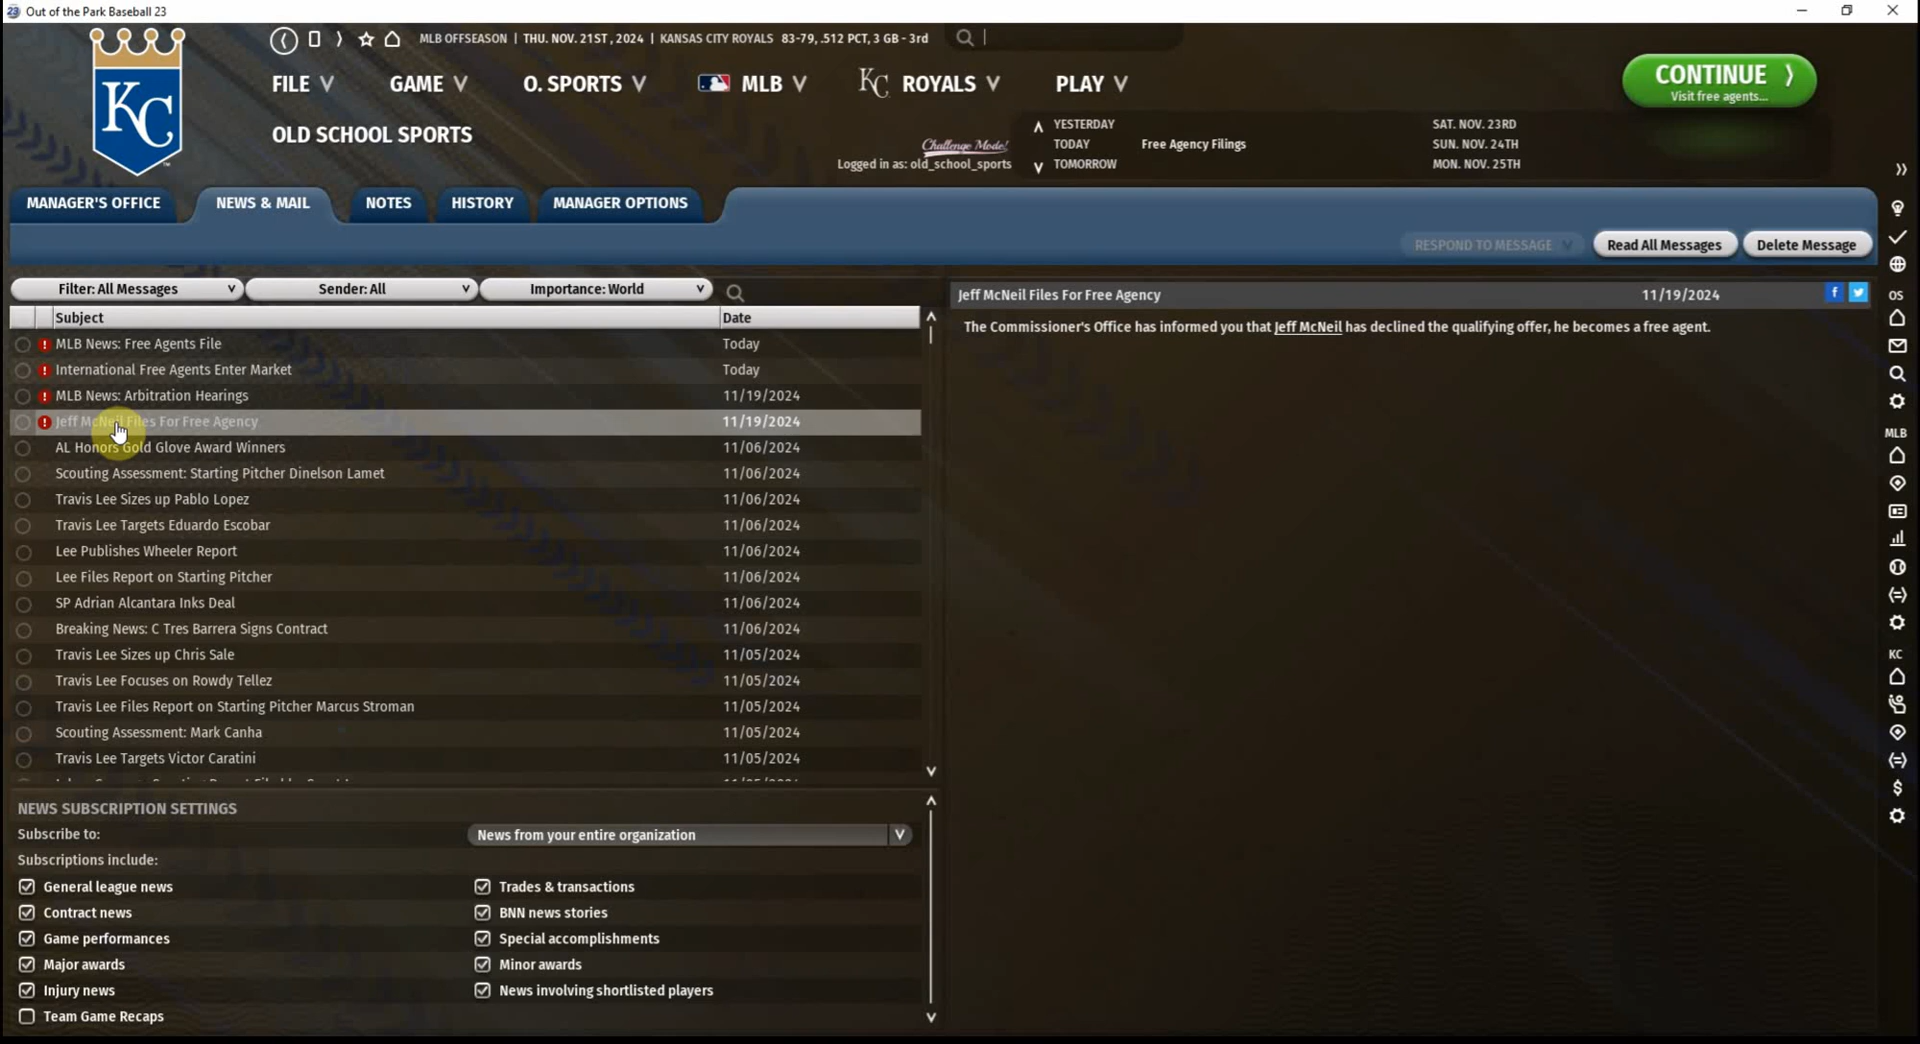 Out of the Park Baseball 23
MLB OFFSEASON | THU. NOV. 21ST, 2024 | KANSAS CITY ROYALS 83-79, .512 PCT, 3 GB - 3rd
FILE GAME O. SPORTS MLB KC ROYALS PLAY
CONTINUE
Visit free agents...
KC
OLD SCHOOL SPORTS
Challenge Mode!
Logged in as: old_school_sports
YESTERDAY
TODAY Free Agency Filings
TOMORROW
SAT. NOV. 23RD
SUN. NOV. 24TH
MON. NOV. 25TH
MANAGER'S OFFICE NEWS & MAIL NOTES HISTORY MANAGER OPTIONS
RESPOND TO MESSAGE Read All Messages Delete Message
Filter: All Messages Sender: All Importance: World
Subject Date
MLB News: Free Agents File Today
International Free Agents Enter Market Today
MLB News: Arbitration Hearings 11/19/2024
Jeff McNeil Files For Free Agency 11/19/2024
AL Honors Gold Glove Award Winners 11/06/2024
Scouting Assessment: Starting Pitcher Dinelson Lamet 11/06/2024
Travis Lee Sizes up Pablo Lopez 11/06/2024
Travis Lee Targets Eduardo Escobar 11/06/2024
Lee Publishes Wheeler Report 11/06/2024
Lee Files Report on Starting Pitcher 11/06/2024
SP Adrian Alcantara Inks Deal 11/06/2024
Breaking News: C Tres Barrera Signs Contract 11/06/2024
Travis Lee Sizes up Chris Sale 11/05/2024
Travis Lee Focuses on Rowdy Tellez 11/05/2024
Travis Lee Files Report on Starting Pitcher Marcus Stroman 11/05/2024
Scouting Assessment: Mark Canha 11/05/2024
Travis Lee Targets Victor Caratini 11/05/2024
Jeff McNeil Files For Free Agency 11/19/2024
The Commissioner's Office has informed you that Jeff McNeil has declined the qualifying offer, he becomes a free agent.
NEWS SUBSCRIPTION SETTINGS
Subscribe to: News from your entire organization
Subscriptions include:
General league news Trades & transactions
Contract news BNN news stories
Game performances Special accomplishments
Major awards Minor awards
Injury news News involving shortlisted players
Team Game Recaps
OS
MLB
KC